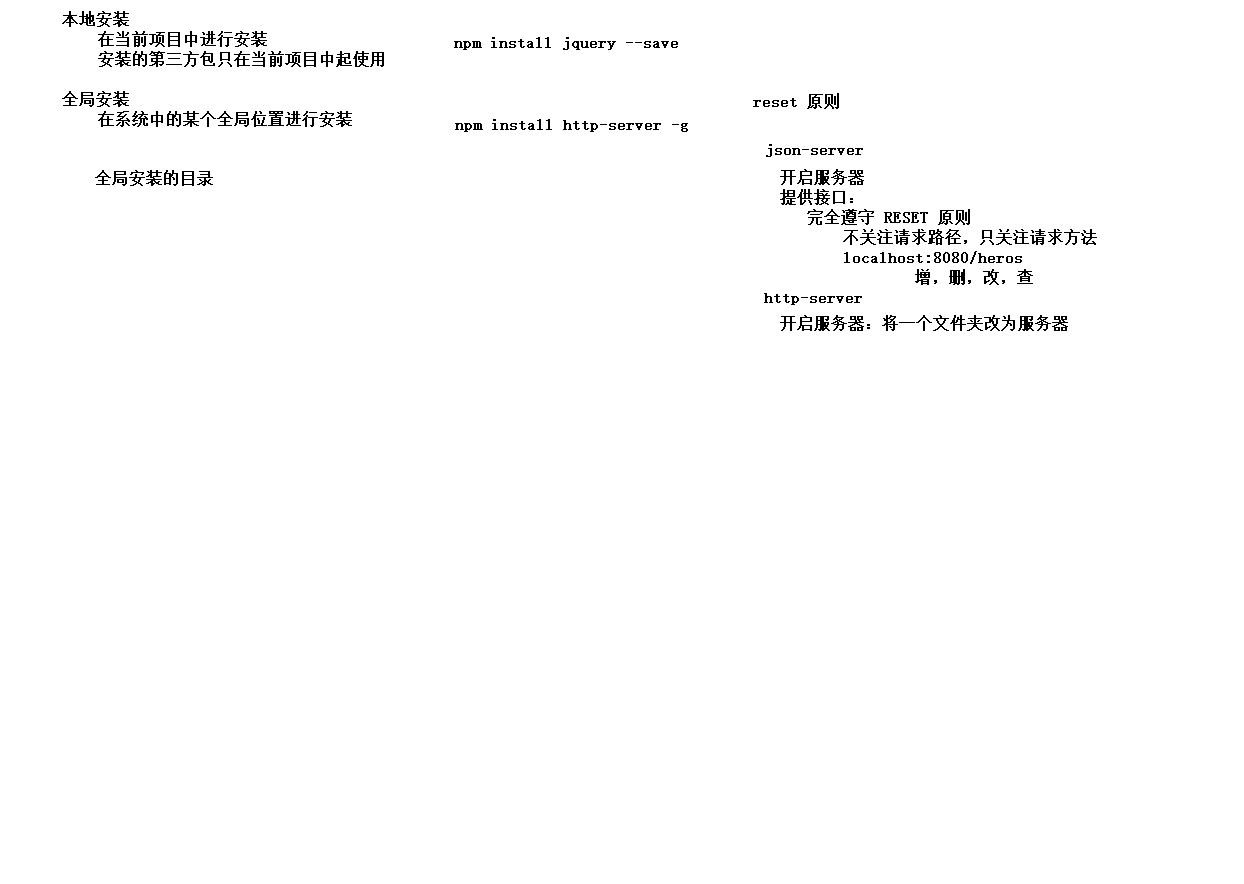 本地安装
在当前项目中进行安装
安装的第三方包只在当前项目中起使用
npm install jquery --save
全局安装
在系统中的某个全局位置进行安装
npm install http-server -g
全局安装的目录
reset 原则
json-server
开启服务器
提供接口：
完全遵守 RESET 原则
不关注请求路径，只关注请求方法
localhost:8080/heros
增，删，改，查
http-server
开启服务器：将一个文件夹改为服务器